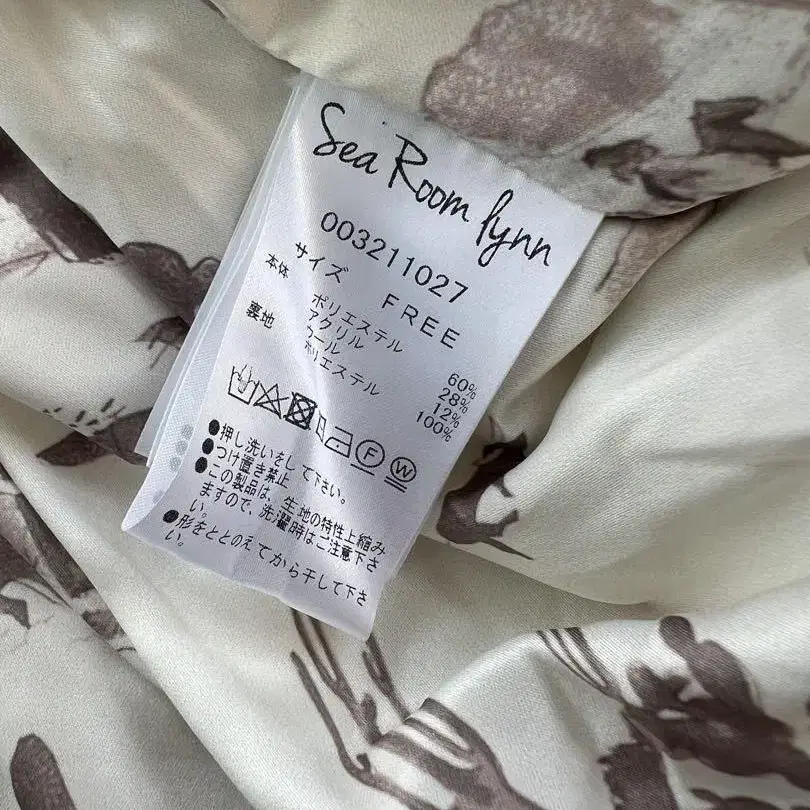 Sea Room lynn
003211027
サイズ FREE
本体 ポリエステル 60%
アクリル 28%
ウール 12%
裏地 ポリエステル 100%
F W
●押し洗いをして下さい。
●つけ置き禁止
●この製品は、生地の特性上縮み
ますので、洗濯時はご注意下さ
い。
●形をととのえてから干して下さ
い。